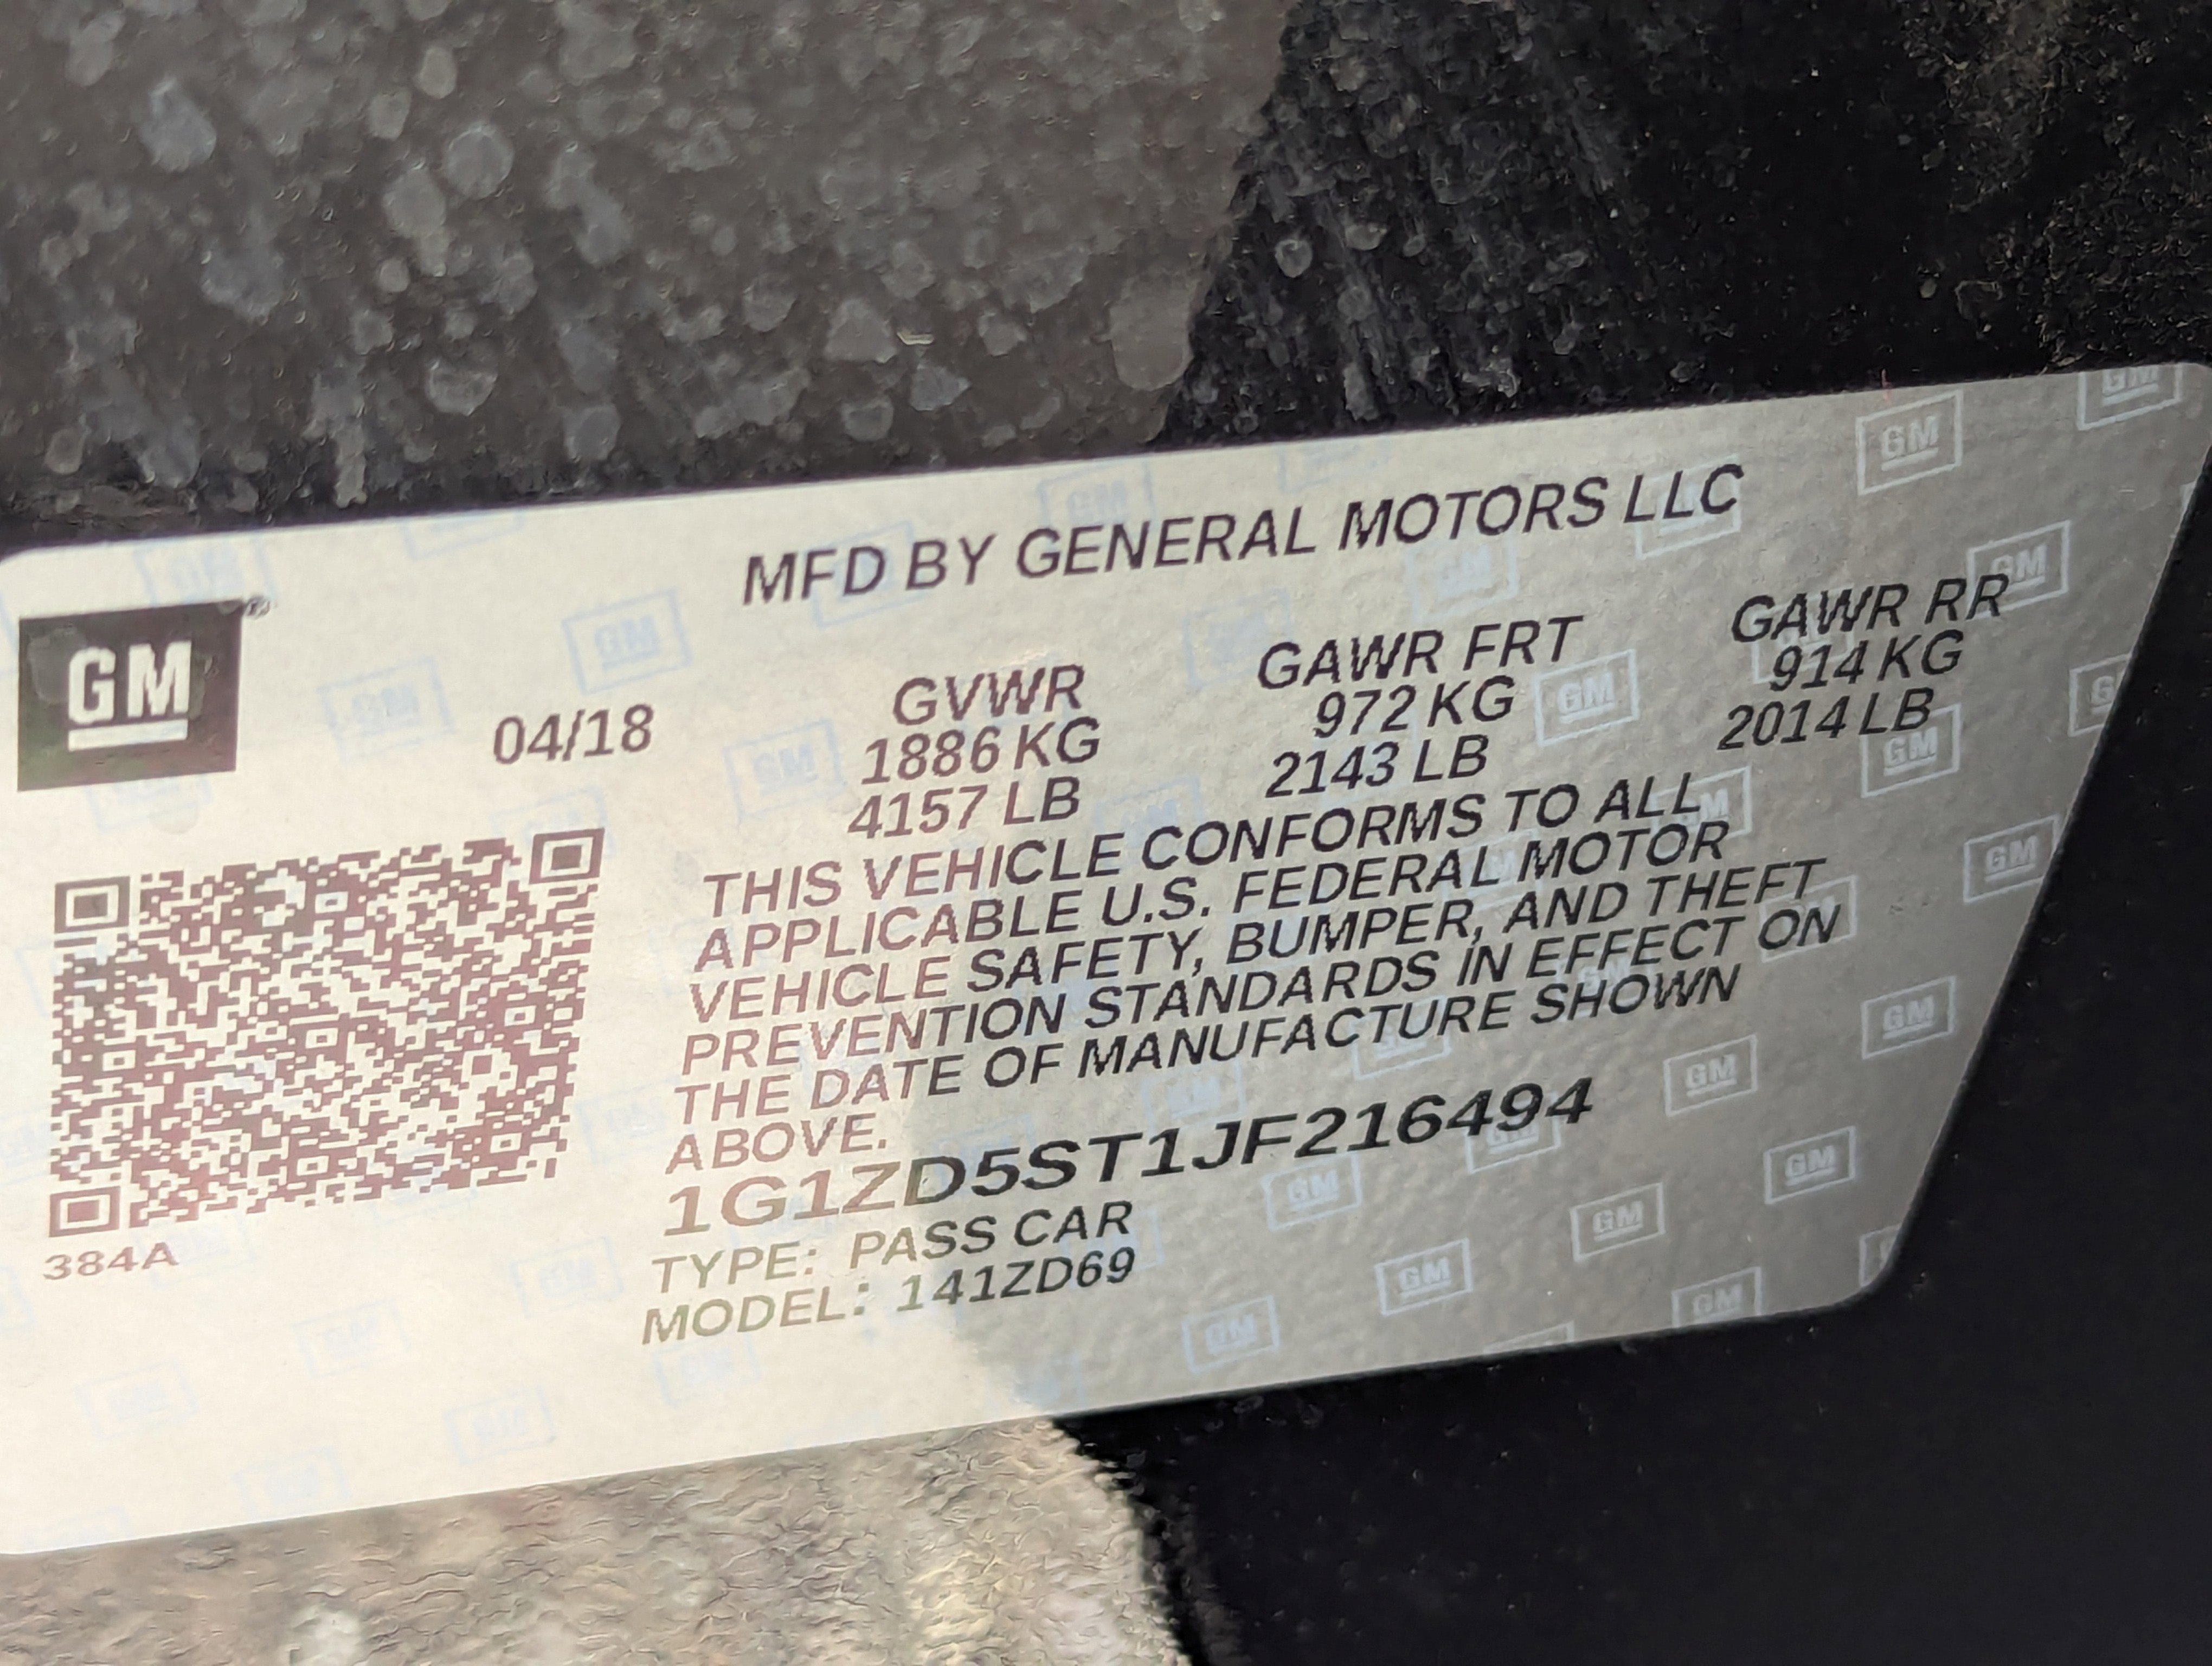 MFD BY GENERAL MOTORS LLC
GM
04/18
GVWR GAWR FRT GAWR RR
1886 KG 972 KG 914 KG
4157 LB 2143 LB 2014 LB
THIS VEHICLE CONFORMS TO ALL
APPLICABLE U.S. FEDERAL MOTOR
VEHICLE SAFETY, BUMPER, AND THEFT
PREVENTION STANDARDS IN EFFECT ON
THE DATE OF MANUFACTURE SHOWN
ABOVE.
1G1ZD5ST1JF216494
TYPE: PASS CAR
MODEL: 141ZD69
384A